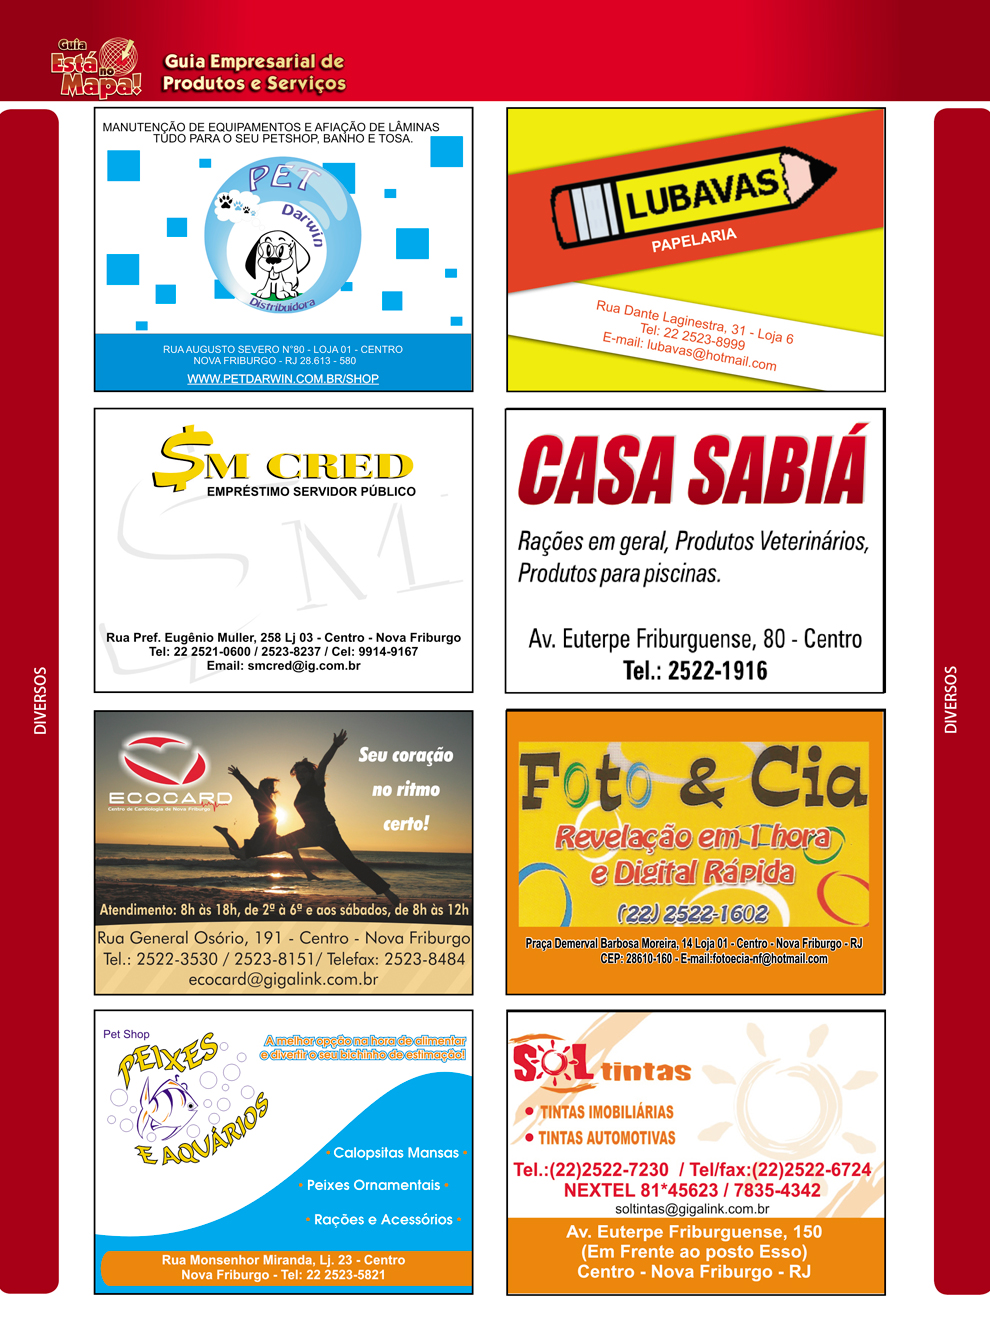 Guia
Está
no
Mapa!
Guia Empresarial de
Produtos e Serviços
DIVERSOS
MANUTENÇÃO DE EQUIPAMENTOS E AFIAÇÃO DE LÂMINAS
TUDO PARA O SEU PETSHOP, BANHO E TOSA.
PET
Darwin
Distribuidora
RUA AUGUSTO SEVERO N°80 - LOJA 01 - CENTRO
NOVA FRIBURGO - RJ 28 613 - 580
WWW.PETDARWIN.COM.BR/SHOP
LUBAVAS
PAPELARIA
Rua Dante Laginestra, 31 - Loja 6
Tel: 22 2523-8999
E-mail: lubavas@hotmail.com
SM CRED
EMPRÉSTIMO SERVIDOR PÚBLICO
SM
Rua Pref. Eugênio Muller, 258 Lj 03 - Centro - Nova Friburgo
Tel: 22 2521-0600 / 2523-8237 / Cel: 9914-9167
Email: smcred@ig.com.br
CASA SABIÁ
Rações em geral, Produtos Veterinários,
Produtos para piscinas.
Av. Euterpe Friburguense, 80 - Centro
Tel.: 2522-1916
ECOCARD
Centro de Cardiologia de Nova Friburgo
Seu coração
no ritmo
certo!
Atendimento: 8h às 18h, de 2ª à 6ª e aos sábados, de 8h às 12h
Rua General Osório, 191 - Centro - Nova Friburgo
Tel.: 2522-3530 / 2523-8151/ Telefax: 2523-8484
ecocard@gigalink.com.br
Foto & Cia
Revelação em 1 hora
e Digital Rápida
(22) 2522-1602
Praça Demerval Barbosa Moreira, 14 Loja 01 - Centro - Nova Friburgo - RJ
CEP: 28610-160 - E-mail:fotoecia-nf@hotmail.com
Pet Shop
PEIXES
E AQUÁRIOS
A melhor opção na hora de alimentar
e divertir o seu bichinho de estimação!
• Calopsitas Mansas •
• Peixes Ornamentais •
• Rações e Acessórios •
Rua Monsenhor Miranda, Lj. 23 - Centro
Nova Friburgo - Tel: 22 2523-5821
SOL tintas
• TINTAS IMOBILIÁRIAS
• TINTAS AUTOMOTIVAS
Tel.:(22)2522-7230 / Tel/fax:(22)2522-6724
NEXTEL 81*45623 / 7835-4342
soltintas@gigalink.com.br
Av. Euterpe Friburguense, 150
(Em Frente ao posto Esso)
Centro - Nova Friburgo - RJ
DIVERSOS